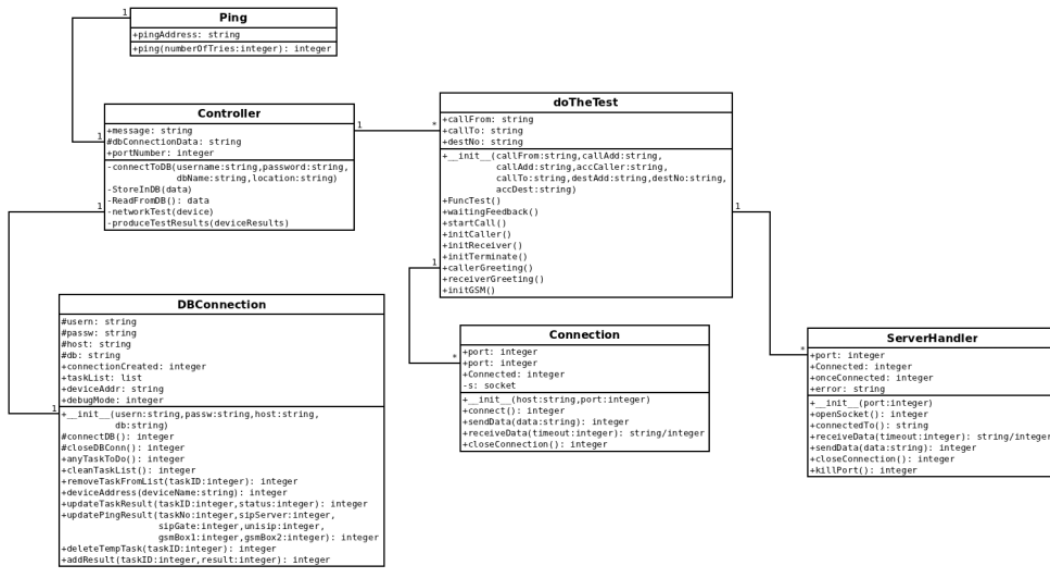 1
Ping
+pingAddress: string
+ping(numberOfTries:integer): integer
1
Controller
+message: string
#dbConnectionData: string
+portNumber: integer
-connectToDB(username:string,password:string,
dbName:string,location:string)
-StoreInDB(data)
-ReadFromDB(): data
-networkTest(device)
-produceTestResults(deviceResults)
1
*
1
doTheTest
+callFrom: string
+callTo: string
+destNo: string
+__init__(callFrom:string,callAdd:string,
callAdd:string,accCaller:string,
callTo:string,destAdd:string,destNo:string,
accDest:string)
+FuncTest()
+waitingFeedback()
+startCall()
+initCaller()
+initReceiver()
+initTerminate()
+callerGreeting()
+receiverGreeting()
+initGSM()
1
1
DBConnection
#usern: string
#passw: string
#host: string
#db: string
+connectionCreated: integer
+taskList: list
+deviceAddr: string
+debugMode: integer
1
+__init__(usern:string,passw:string,host:string,
db:string)
#connectDB(): integer
#closeDBConn(): integer
+anyTaskToDo(): integer
+cleanTaskList(): integer
+removeTaskFromList(taskID:integer): integer
+deviceAddress(deviceName:string): integer
+updateTaskResult(taskID:integer,status:integer): integer
+updatePingResult(taskNo:integer,sipServer:integer,
sipGate:integer,unisip:integer,
gsmBox1:integer,gsmBox2:integer): integer
+deleteTempTask(taskID:integer): integer
+addResult(taskID:integer,result:integer): integer
*
Connection
+port: integer
+port: integer
+Connected: integer
-s: socket
+__init__(host:string,port:integer)
+connect(): integer
+sendData(data:string): integer
+receiveData(timeout:integer): string/integer
+closeConnection(): integer
*
ServerHandler
+port: integer
+Connected: integer
+onceConnected: integer
+error: string
+__init__(port:integer)
+openSocket(): integer
+connectedTo(): string
+receiveData(timeout:integer): string/integer
+sendData(data:string): integer
+closeConnection(): integer
+killPort(): integer